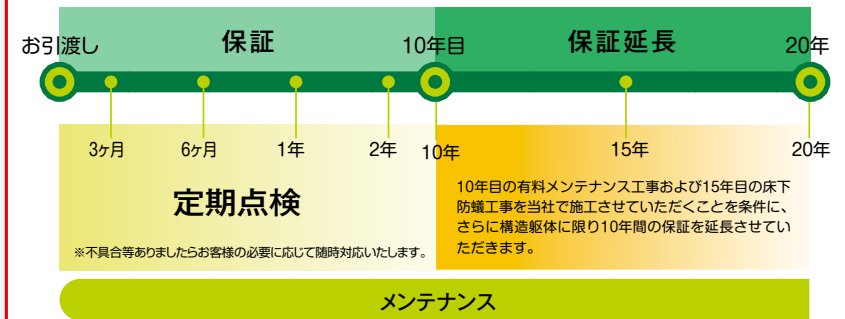 お引渡し
保証
10年目
保証延長
20年
3ヶ月
6ヶ月
1年
2年
10年
15年
20年
定期点検
※不具合等ありましたらお客様の必要に応じて随時対応いたします。
10年目の有料メンテナンス工事および15年目の床下
防蟻工事を当社で施工させていただくことを条件に、
さらに構造躯体に限り10年間の保証を延長させてい
ただきます。
メンテナンス